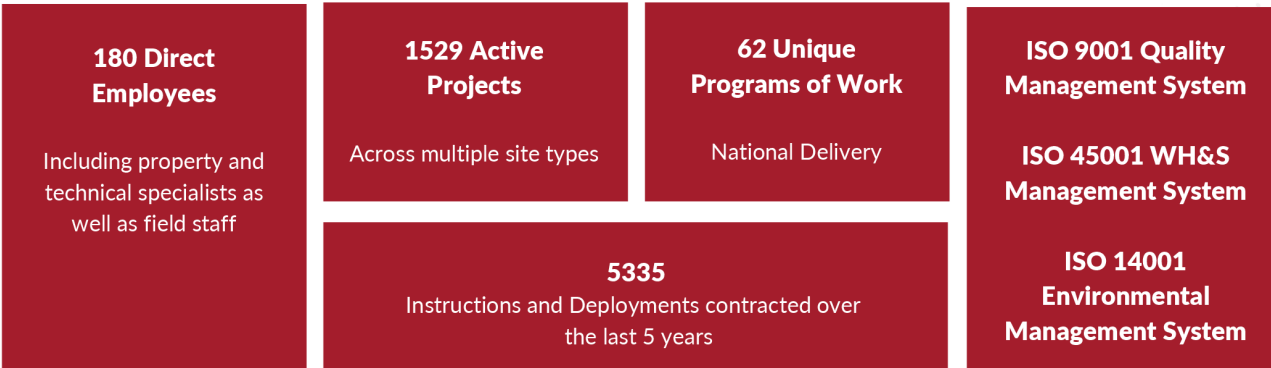 180 Direct
Employees
Including property and
technical specialists as
well as field staff
1529 Active
Projects
Across multiple site types
62 Unique
Programs of Work
National Delivery
5335
Instructions and Deployments contracted over
the last 5 years
ISO 9001 Quality
Management System
ISO 45001 WH&S
Management System
ISO 14001
Environmental
Management System